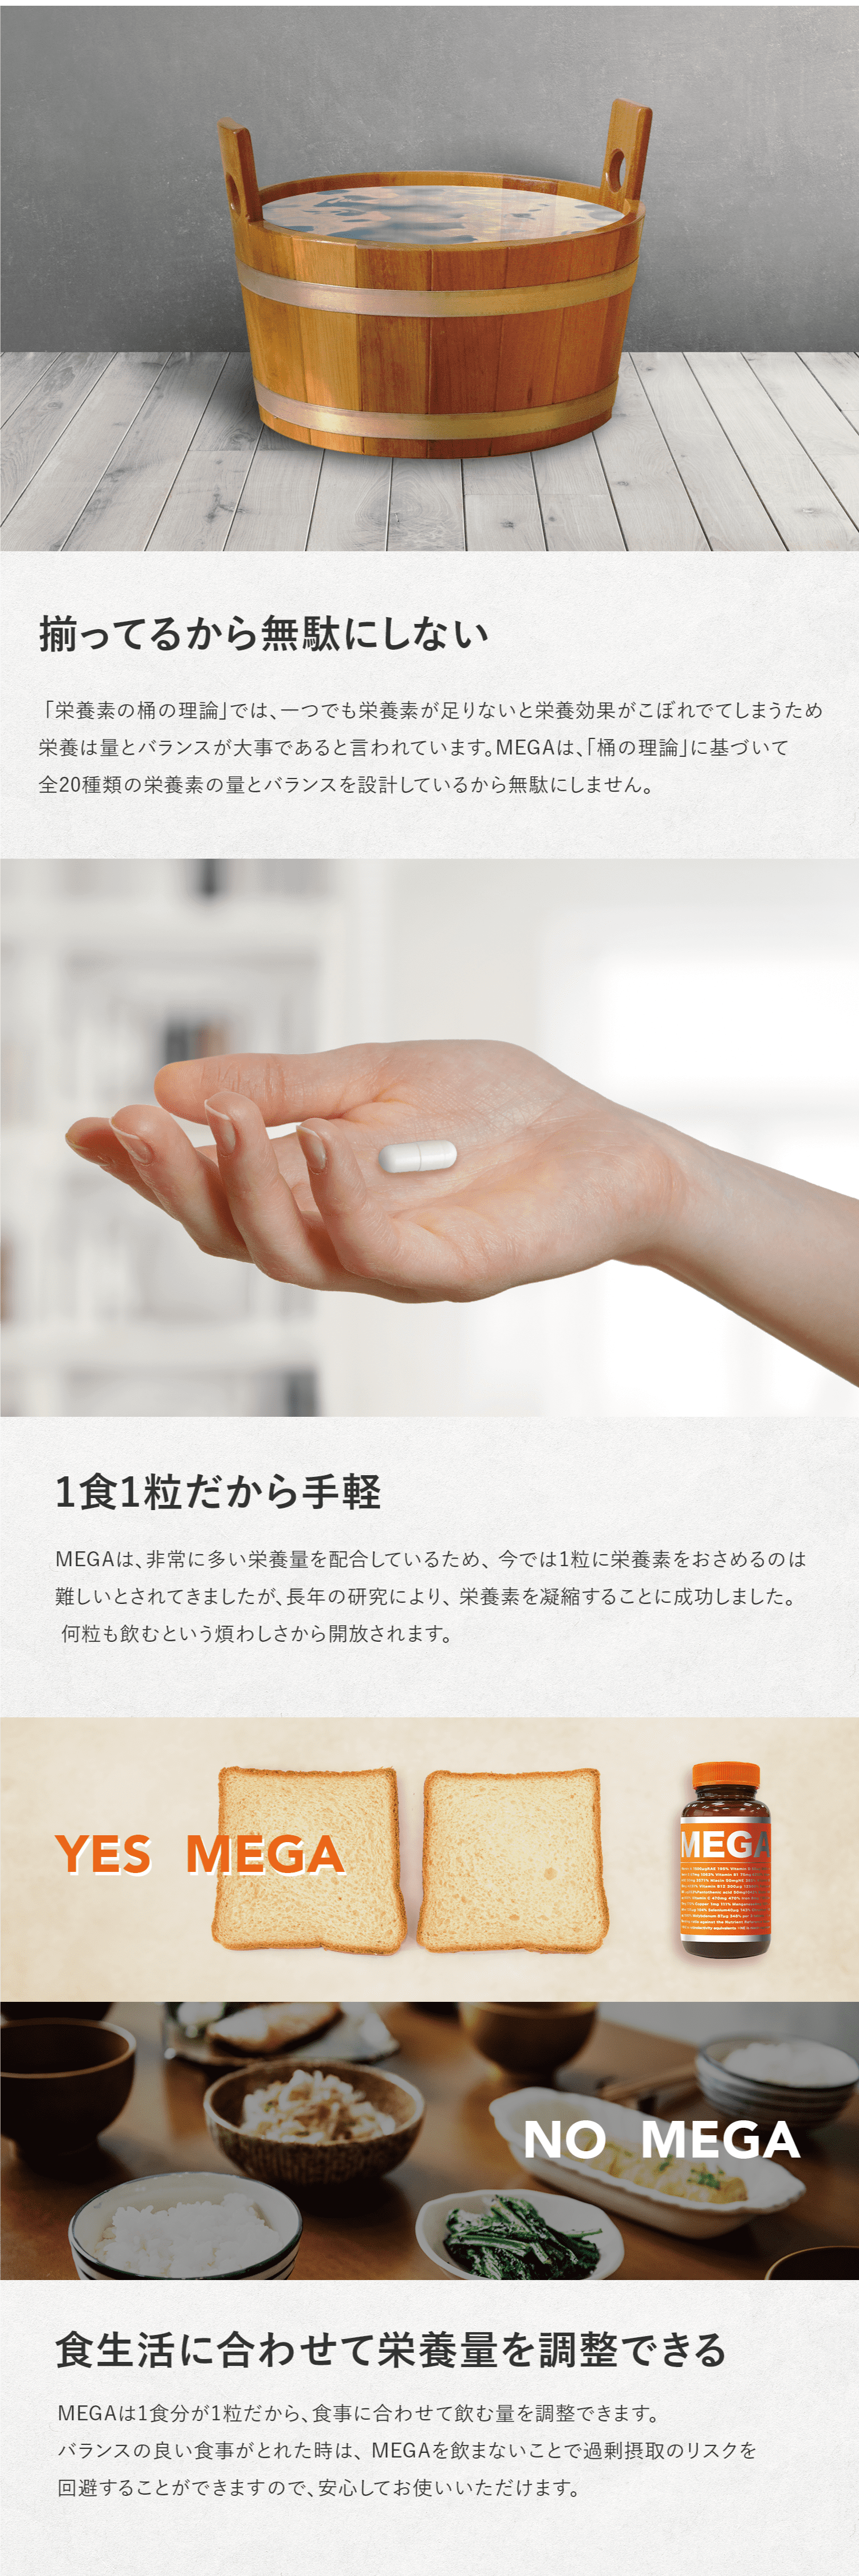 揃ってるから無駄にしない
「栄養素の桶の理論」では、一つでも栄養素が足りないと栄養効果がこぼれでてしまうため
栄養は量とバランスが大事であると言われています。MEGAは、「桶の理論」に基づいて
全20種類の栄養素の量とバランスを設計しているから無駄にしません。
1食1粒だから手軽
MEGAは、非常に多い栄養量を配合しているため、今では1粒に栄養素をおさめるのは
難しいとされてきましたが、長年の研究により、栄養素を凝縮することに成功しました。
何粒も飲むという煩わしさから開放されます。
YES MEGA
MEGA
NO MEGA
食生活に合わせて栄養量を調整できる
MEGAは1食分が1粒だから、食事に合わせて飲む量を調整できます。
バランスの良い食事がとれた時は、MEGAを飲まないことで過剰摂取のリスクを
回避することができますので、安心してお使いいただけます。